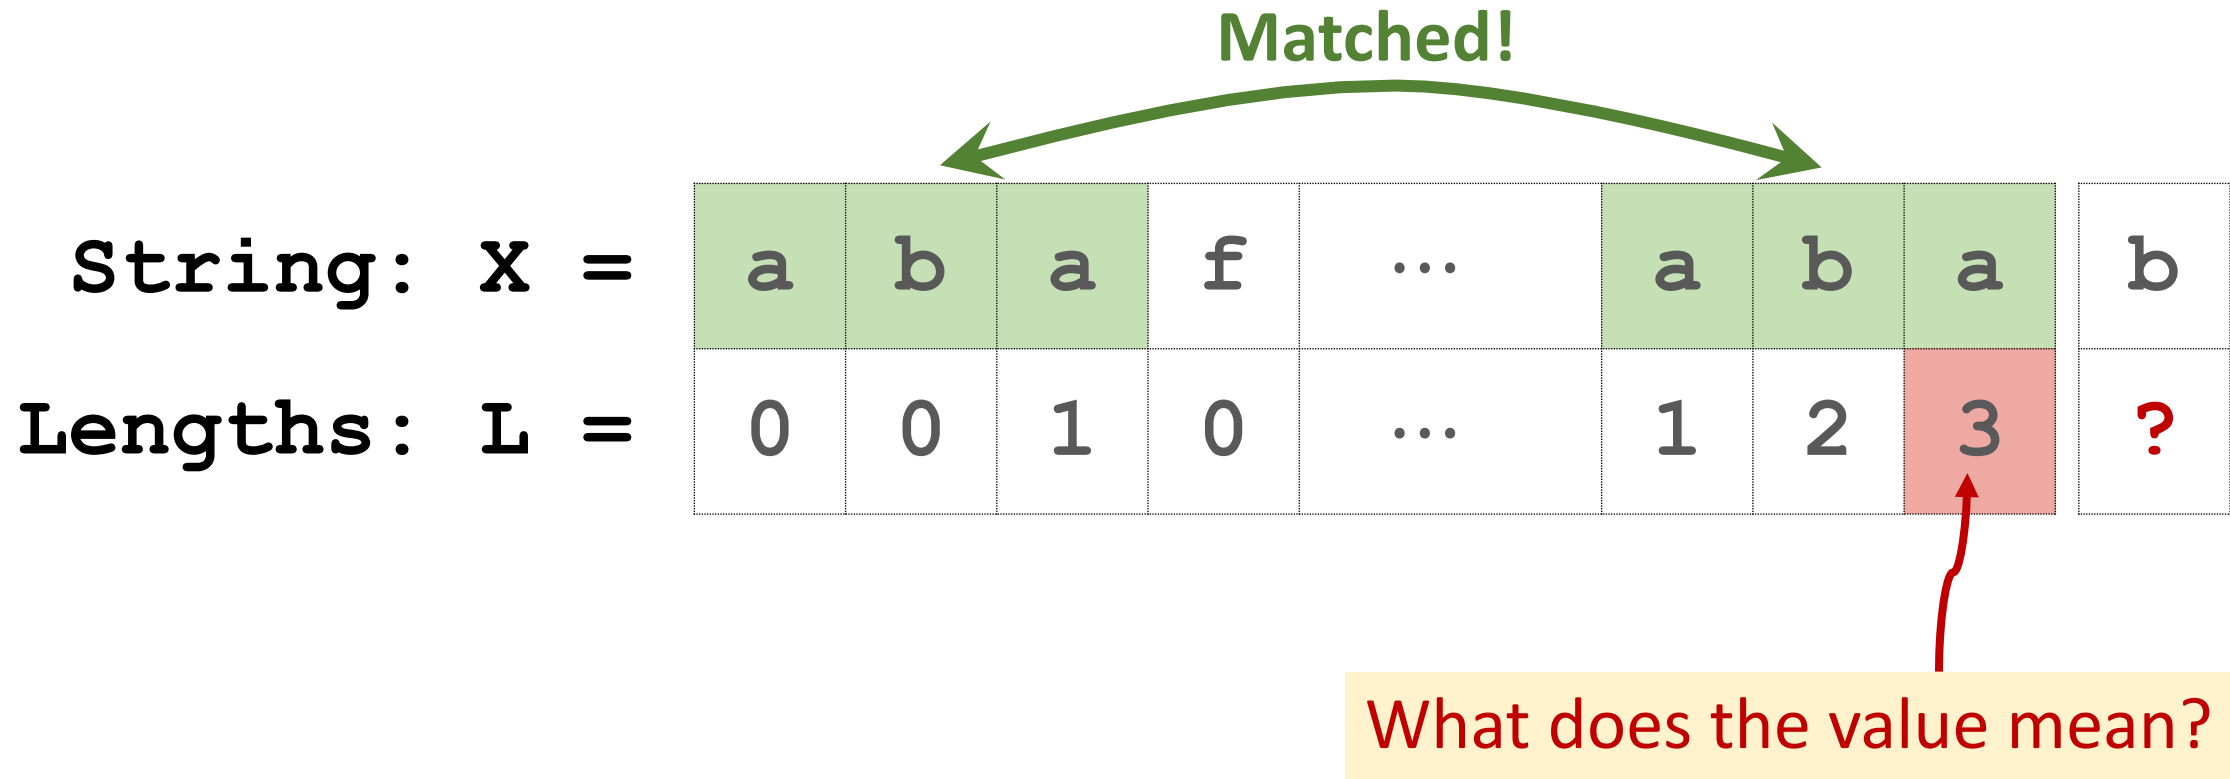 Matched!
String: X = a b a f ... a b a b
Lengths: L = 0 0 1 0 ... 1 2 3 ?
What does the value mean?